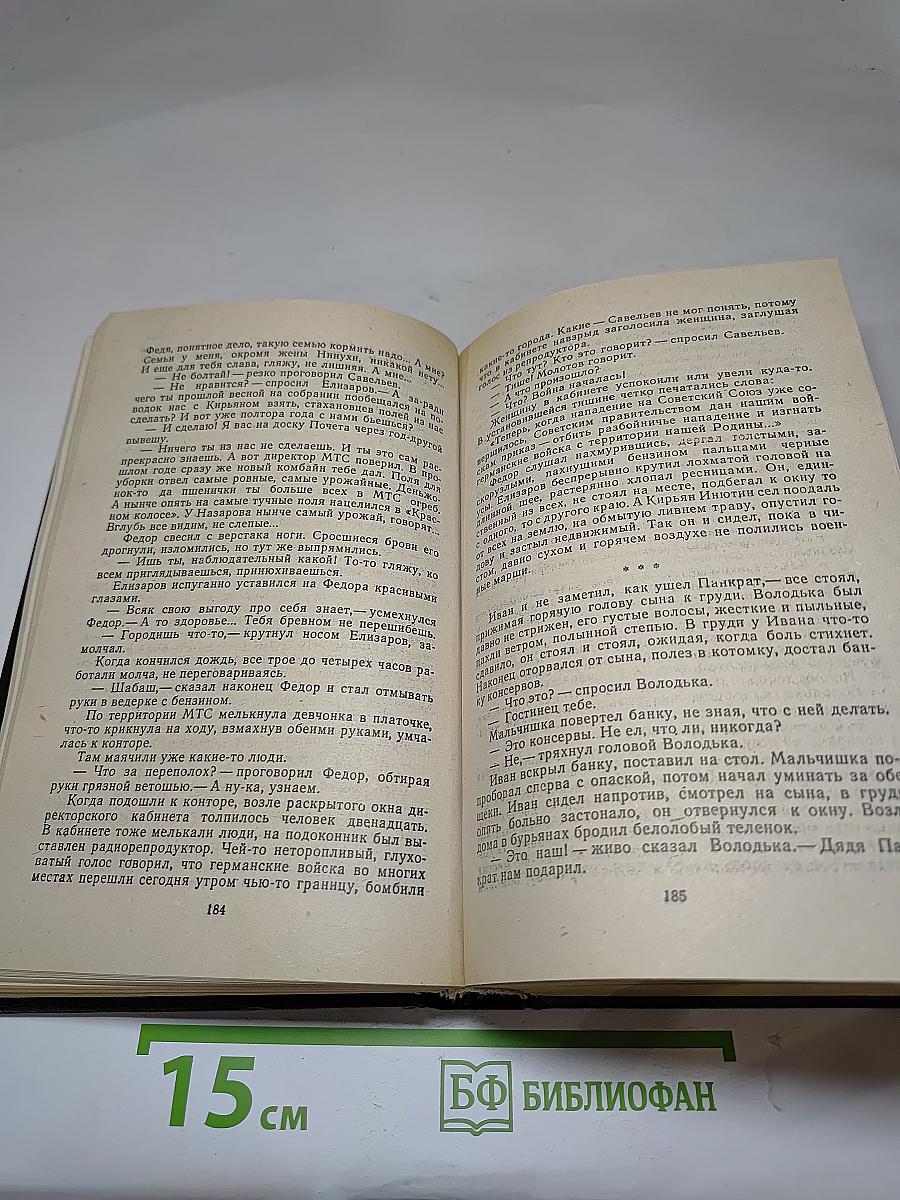 Федя, понятное дело, такую семью кормить надо... А мне?
Семьи у меня, окромя жены Нинухи, никакой нету...
И еще для тебя слава, гляжу, не лишняя. А мне...
— Не болтай! — резко проговорил Савельев.
— Не нравится? — спросил Елизаров. — А за-ради
чего ты прошлой весной на собрании пообещался на по-
водок нас с Кирьяном взять, стахановцев полей из нас
сделать? И вот уже полтора года с нами бьешься?
— И сделаю! Я вас на доску Почета через год-другой
вывешу.
— Ничего ты из нас не сделаешь. И ты это сам рас-
прекрасно знаешь. А вот директор МТС поверил. В про-
шлом годе сразу же новый комбайн тебе дал. Поля для
уборки отвел самые ровные, самые урожайные. Деньжо-
нок-то да пшенички ты больше всех в МТС огреб.
А нынче опять на самые тучные поля нацелился в «Крас-
ном колосе». У Назарова нынче самый урожай, говорят...
Вглубь все видим, не слепые...
Федор свесил с верстака ноги. Сросшиеся брови его
дрогнули, изломились, но тут же выпрямились.
— Ишь ты, наблюдательный какой! То-то гляжу, ко
всем приглядываешься, принюхиваешься.
Елизаров испуганно уставился на Федора красивыми
глазами.
— Всяк свою выгоду про себя знает, — усмехнулся
Федор. — А то здоровье... Тебя бревном не перешибешь.
— Городишь что-то, — крутнул носом Елизаров, за-
молчал.
Когда кончился дождь, все трое до четырех часов ра-
ботали молча, не переговариваясь.
— Шабаш, — сказал наконец Федор и стал отмывать
руки в ведерке с бензином.
По территории МТС мелькнула девчонка в платочке,
что-то крикнула на ходу, взмахнув обеими руками, умча-
лась к конторе.
Там маячили уже какие-то люди.
— Что за переполох? — проговорил Федор, обтирая
руки грязной ветошью. — А ну-ка, узнаем.
Когда подошли к конторе, возле раскрытого окна ди-
ректорского кабинета толпилось человек двенадцать.
В кабинете тоже мелькали люди, на подоконник был вы-
ставлен радиорепродуктор. Чей-то неторопливый, глухо-
ватый голос говорил, что германские войска во многих
местах перешли сегодня утром чью-то границу, бомбили
184
какие-то города. Какие — Савельев не мог понять, потому
что в кабинете навзрыд заголосила женщина, заглушая
голос из репродуктора.
— Что тут? Кто это говорит? — спросил Савельев.
— Тише! Молотов говорит.
— А что произошло?
— Что? Война началась!
Женщину в кабинете успокоили или увели куда-то.
В установившейся тишине четко печатались слова:
«Теперь, когда нападение на Советский Союз уже со-
вершилось, Советским правительством дан нашим вой-
скам приказ — отбить разбойничье нападение и изгнать
германские войска с территории нашей Родины...»
Федор слушал нахмурившись, дергал толстыми, за-
скорузлыми, пахнущими бензином пальцами черные
усы. Елизаров беспрерывно крутил лохматой головой на
длинной шее, растерянно хлопал ресницами. Он, един-
ственный из всех, не стоял на месте, подбегал к окну то
с одного, то с другого краю. А Кирьян Инютин сел поодаль
от всех на землю, на обмытую ливнем траву, опустил го-
лову и застыл недвижимый. Так он и сидел, пока в чи-
стом, давно сухом и горячем воздухе не полились воен-
ные марши.
* * *
Иван и не заметил, как ушел Панкрат, — все стоял,
прижимая горячую голову сына к груди. Володька был
давно не стрижен, его густые волосы, жесткие и пыльные,
пахли ветром, полынной степью. В груди у Ивана что-то
сдавило, он стоял и стоял, ожидая, когда боль стихнет.
Наконец оторвался от сына, полез в котомку, достал бан-
ку консервов.
— Что это? — спросил Володька.
— Гостинец тебе.
Мальчишка повертел банку, не зная, что с ней делать.
— Это консервы. Не ел, что ли, никогда?
— Не, — тряхнул головой Володька.
Иван вскрыл банку, поставил на стол. Мальчишка по-
пробовал сперва с опаской, потом начал уминать за обе
щеки. Иван сидел напротив, смотрел на сына, в груди
опять больно застонало, он отвернулся к окну. Возле
дома в бурьянах бродил белолобый теленок.
— Это наш! — живо сказал Володька. — Дядя Пан-
крат нам подарил.
185
15 см
БФ БИБЛИОФАН